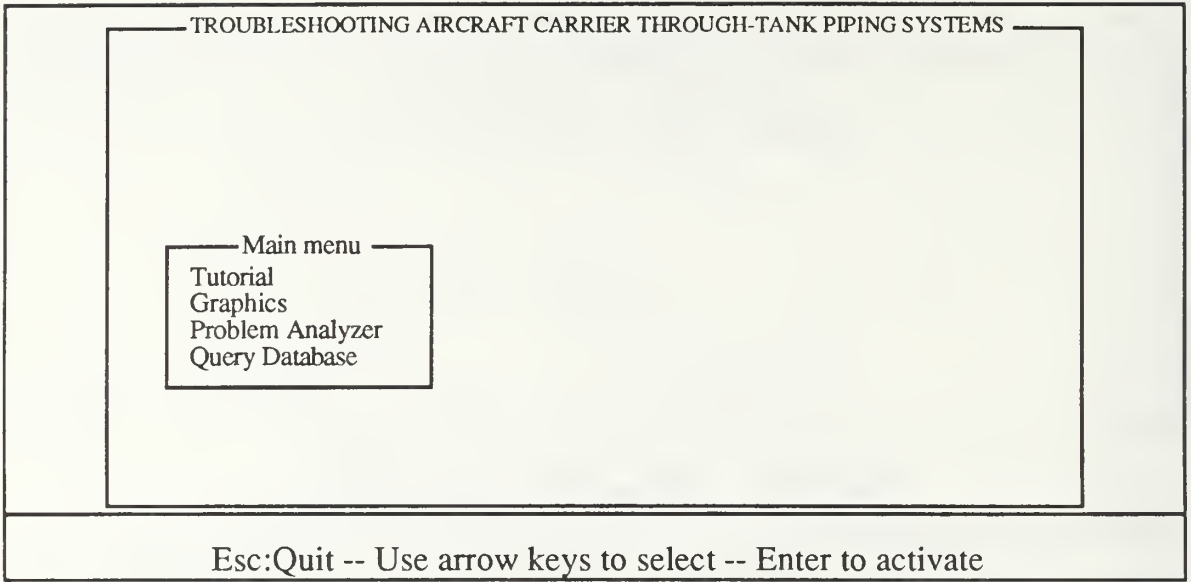 TROUBLESHOOTING AIRCRAFT CARRIER THROUGH-TANK PIPING SYSTEMS
Main menu
Tutorial
Graphics
Problem Analyzer
Query Database
Esc:Quit -- Use arrow keys to select -- Enter to activate